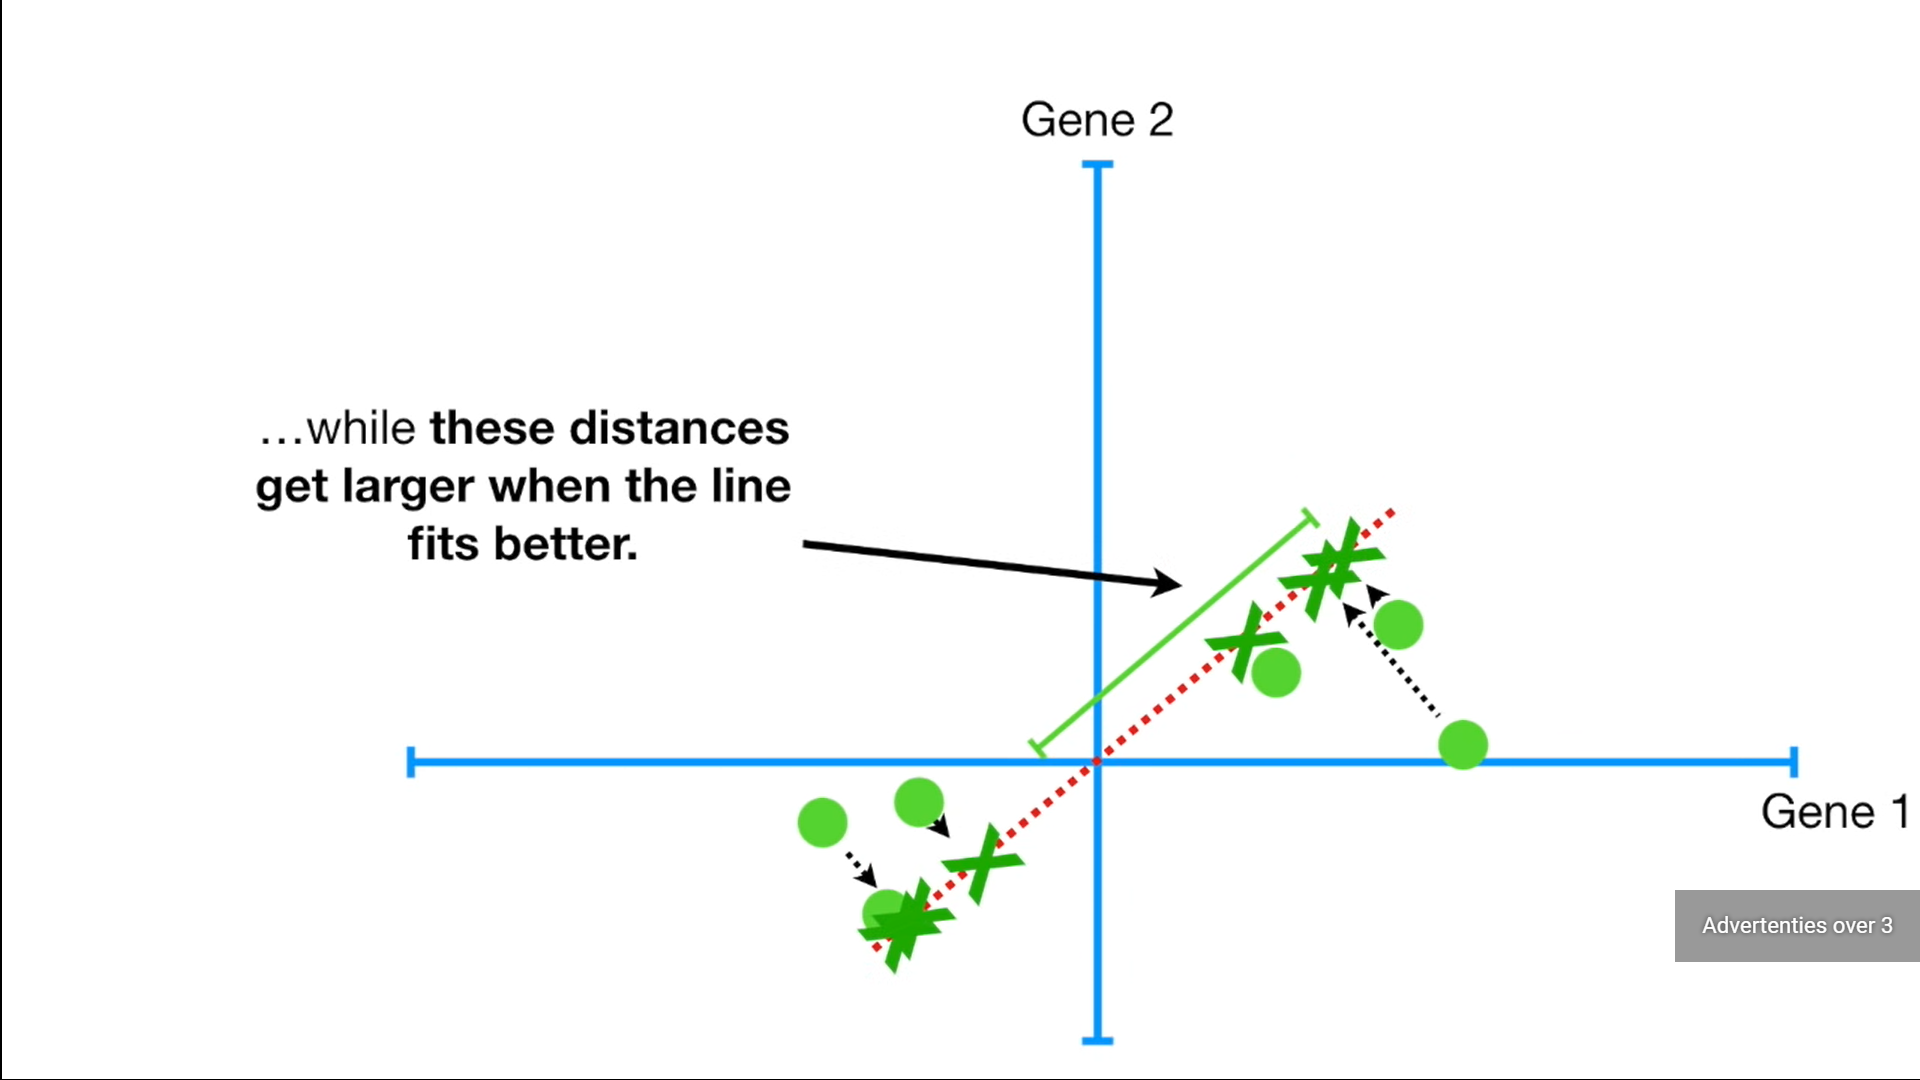 Gene 2
…while these distances
get larger when the line
fits better.
Gene 1
Advertenties over 3